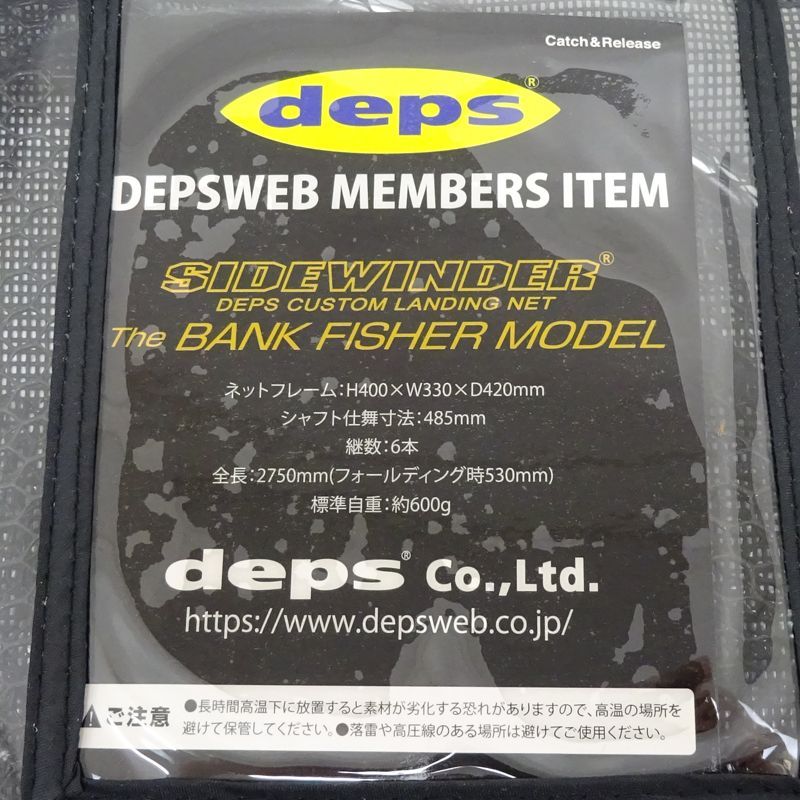 Catch&Release
deps®
DEPSWEB MEMBERS ITEM
SIDEWINDER®
DEPS CUSTOM LANDING NET
The BANK FISHER MODEL
ネットフレーム：H400×W330×D420mm
シャフト仕舞寸法：485mm
継数：6本
全長：2750mm(フォールディング時530mm)
標準自重：約600g
deps® Co.,Ltd.
https://www.depsweb.co.jp/
ご注意 ●長時間高温下に放置すると素材が劣化する恐れがありますので、高温の場所を
避けて保管してください。●落雷や高圧線のある場所は避けてご使用ください。